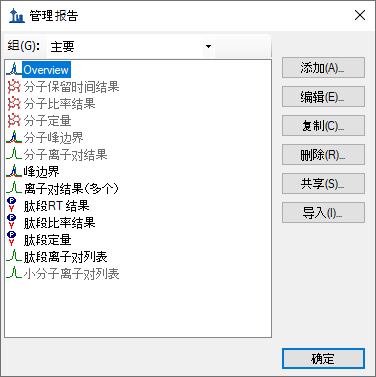 管理报告
组(G):
主要
Overview
分子保留时间结果
分子比率结果
分子定量
分子峰边界
分子离子对结果
峰边界
离子对结果(多个)
肽段RT 结果
肽段比率结果
肽段定量
肽段离子对列表
小分子离子对列表
添加(A)...
编辑(E)...
复制(C)...
删除(R)...
共享(S)...
导入(I)...
确定